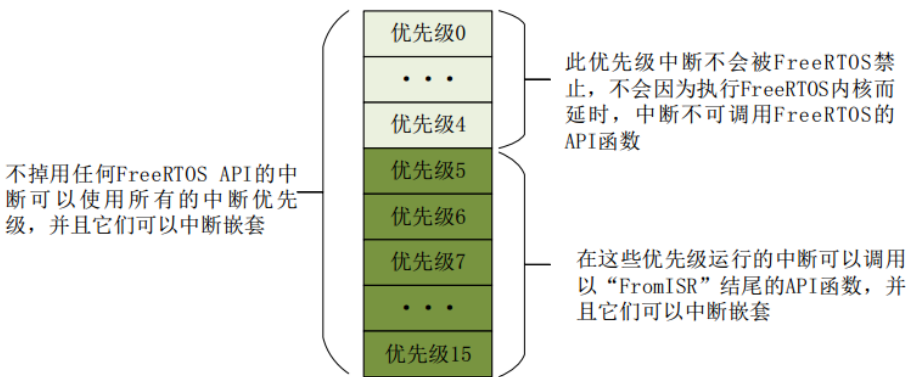 不掉用任何FreeRTOS API的中
断可以使用所有的中断优先
级，并且它们可以中断嵌套
优先级0
···
优先级4
优先级5
优先级6
优先级7
···
优先级15
此优先级中断不会被FreeRTOS禁
止，不会因为执行FreeRTOS内核而
延时，中断不可调用FreeRTOS的
API函数
在这些优先级运行的中断可以调用
以“FromISR”结尾的API函数，并
且它们可以中断嵌套